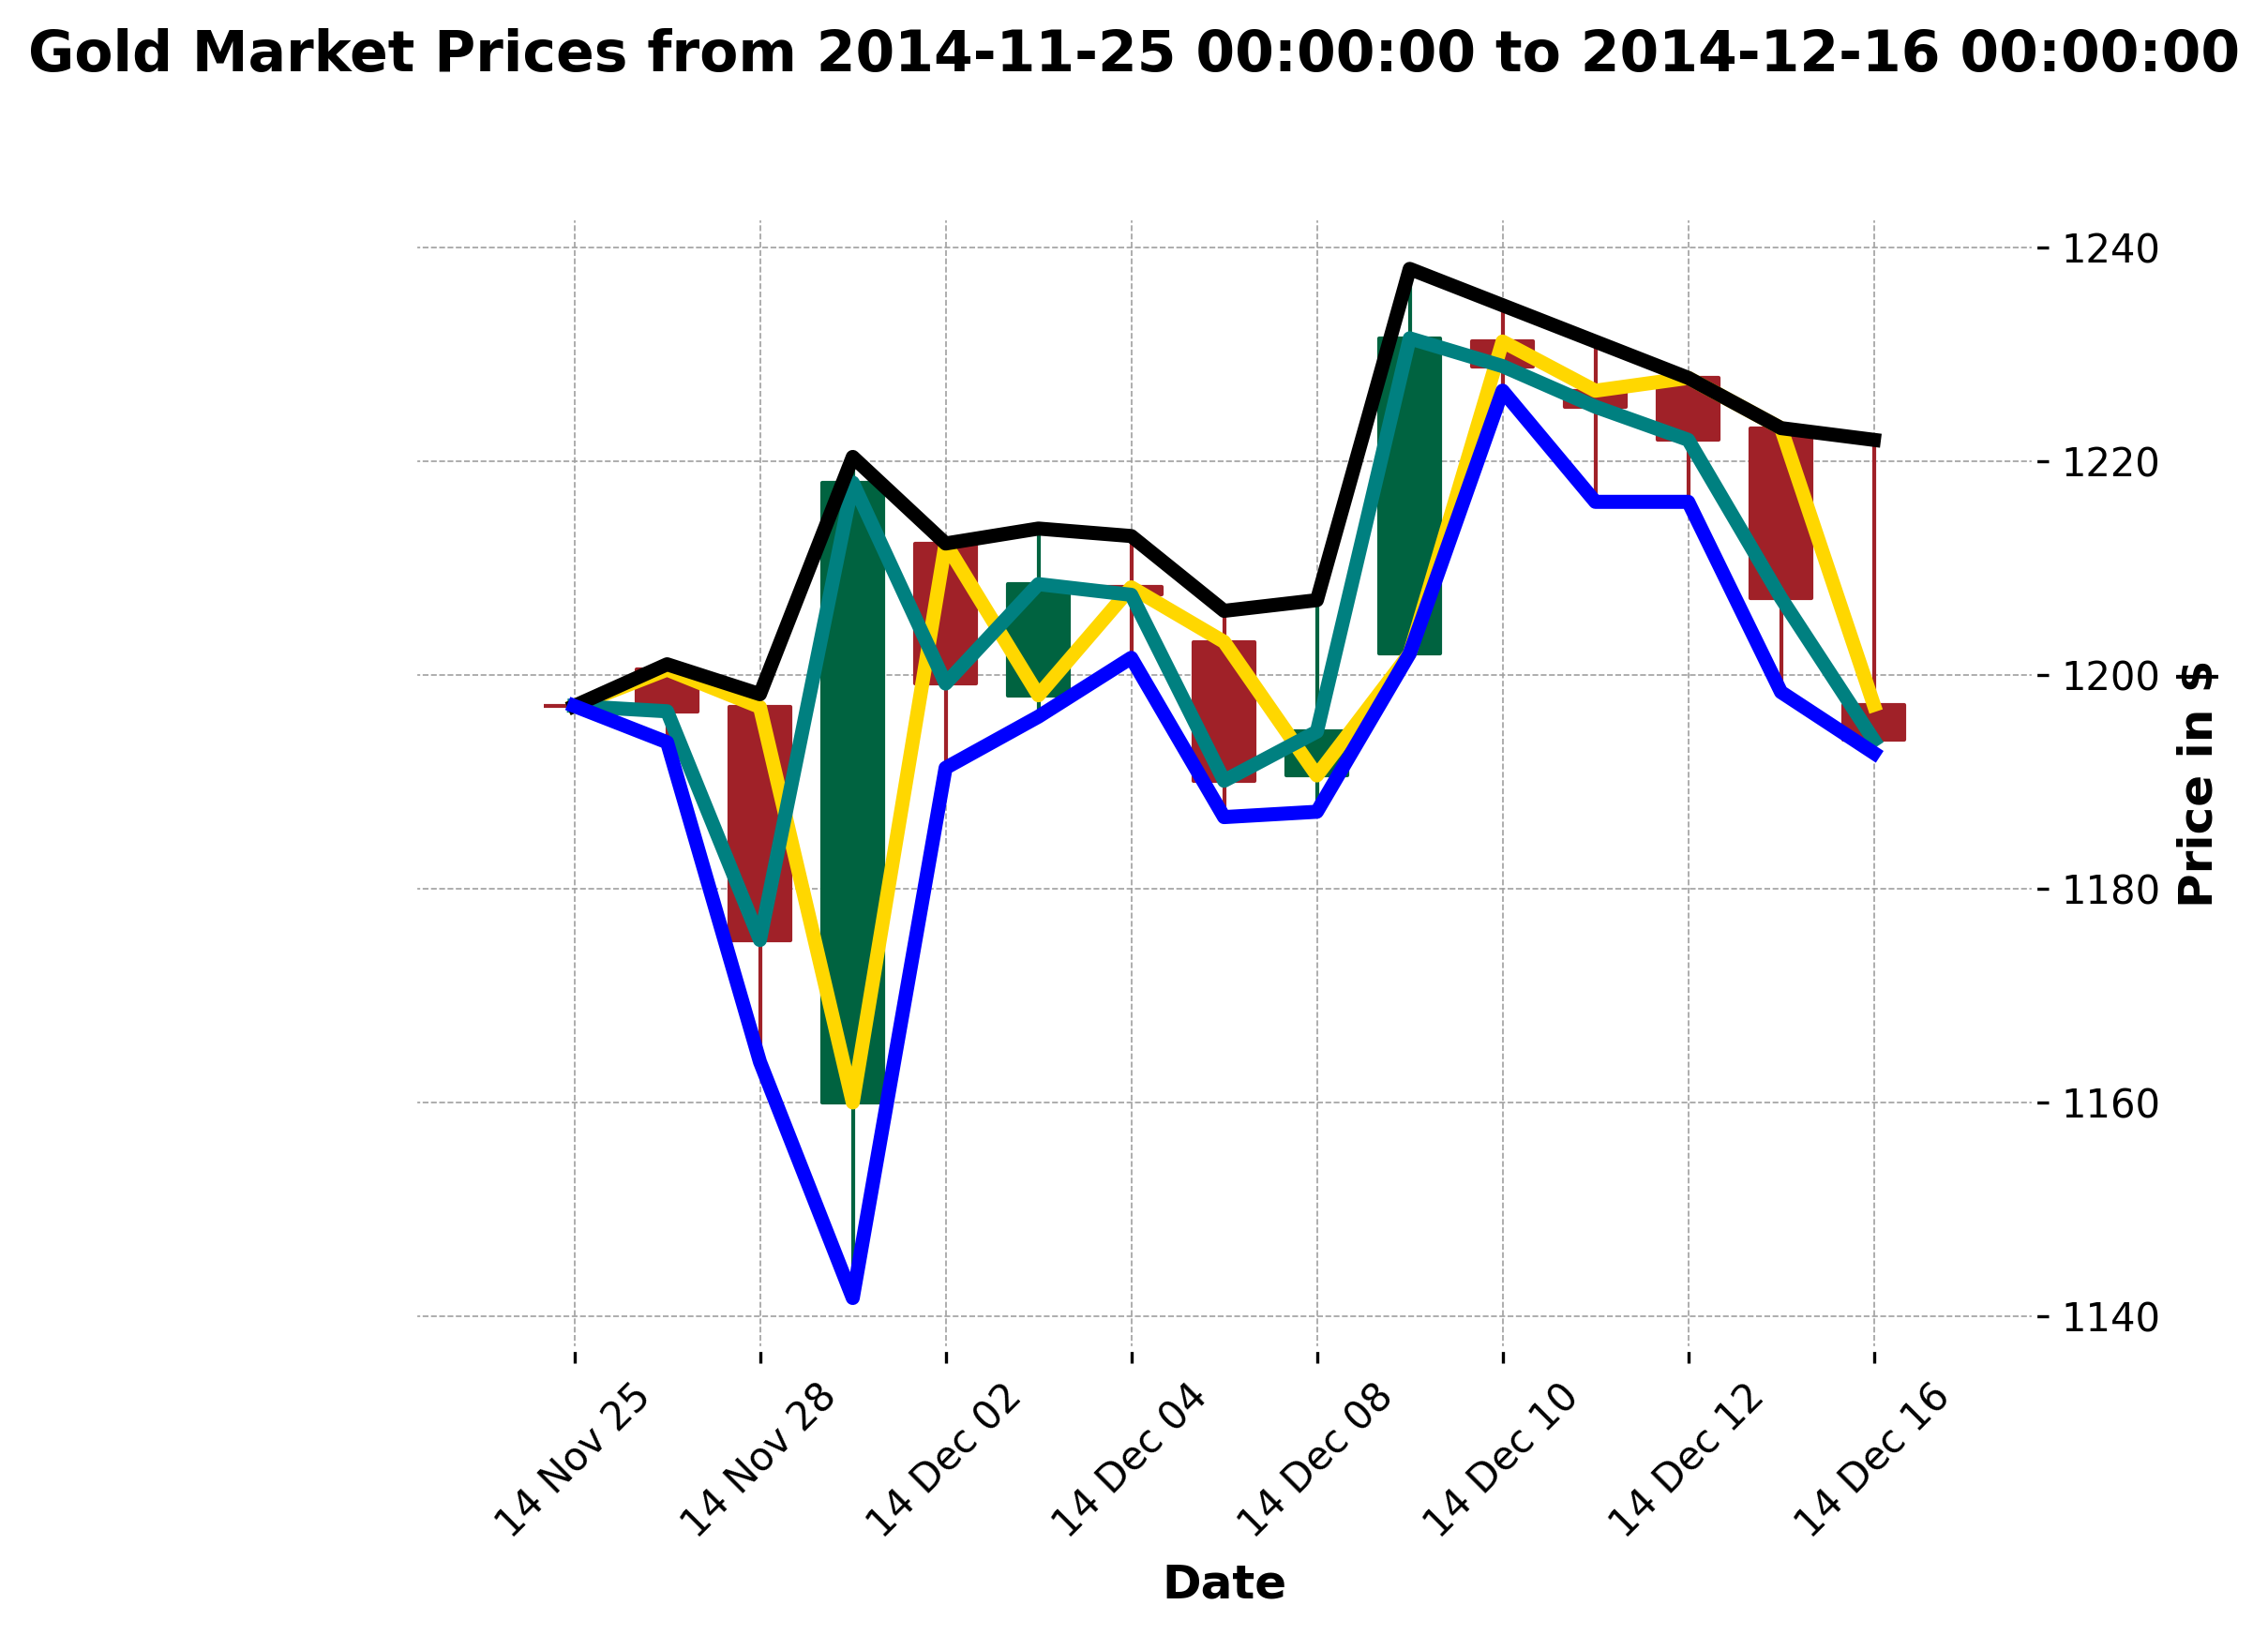 Gold Market Prices from 2014-11-25 00:00:00 to 2014-12-16 00:00:00
1240
1220
1200
1180
1160
1140
Price in $
14 Nov 25
14 Nov 28
14 Dec 02
14 Dec 04
14 Dec 08
14 Dec 10
14 Dec 12
14 Dec 16
Date